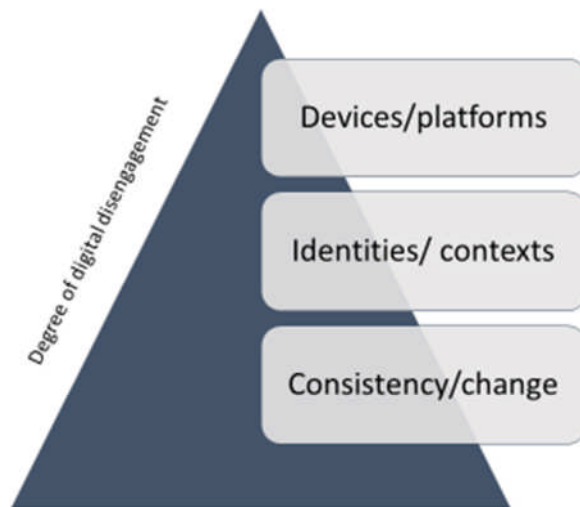 Degree of digital disengagement
Devices/platforms
Identities/ contexts
Consistency/change